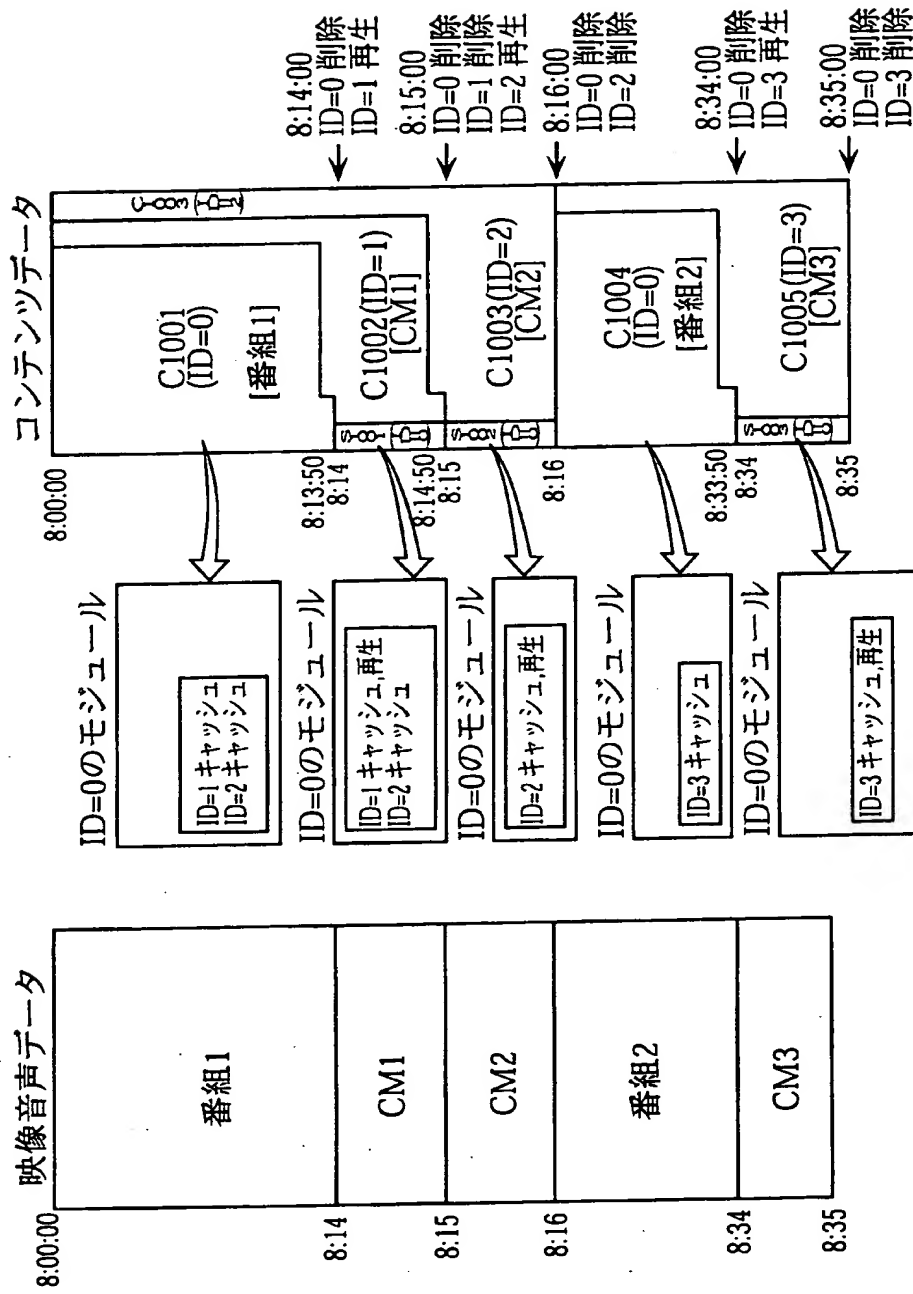 映像音声データ
8:00:00
番組1
8:14
CM1
8:15
CM2
8:16
番組2
8:34
CM3
8:35
ID=0のモジュール
ID=1 キャッシュ
ID=2 キャッシュ
ID=0のモジュール
ID=1 キャッシュ,再生
ID=2 キャッシュ
ID=0のモジュール
ID=2 キャッシュ,再生
ID=0のモジュール
ID=3 キャッシュ
ID=0のモジュール
ID=3 キャッシュ,再生
コンテンツデータ
8:00:00
C1001
(ID=0)
[番組1]
8:13:50
8:14
C1002(ID=1)
[CM1]
8:14:50
8:15
C1003(ID=2)
[CM2]
8:16
C1004
(ID=0)
[番組2]
8:33:50
8:34
C1005(ID=3)
[CM3]
8:35
8:14:00
ID=0 削除
ID=1 再生
8:15:00
ID=0 削除
ID=1 削除
ID=2 再生
8:16:00
ID=0 削除
ID=2 削除
8:34:00
ID=0 削除
ID=3 再生
8:35:00
ID=0 削除
ID=3 削除